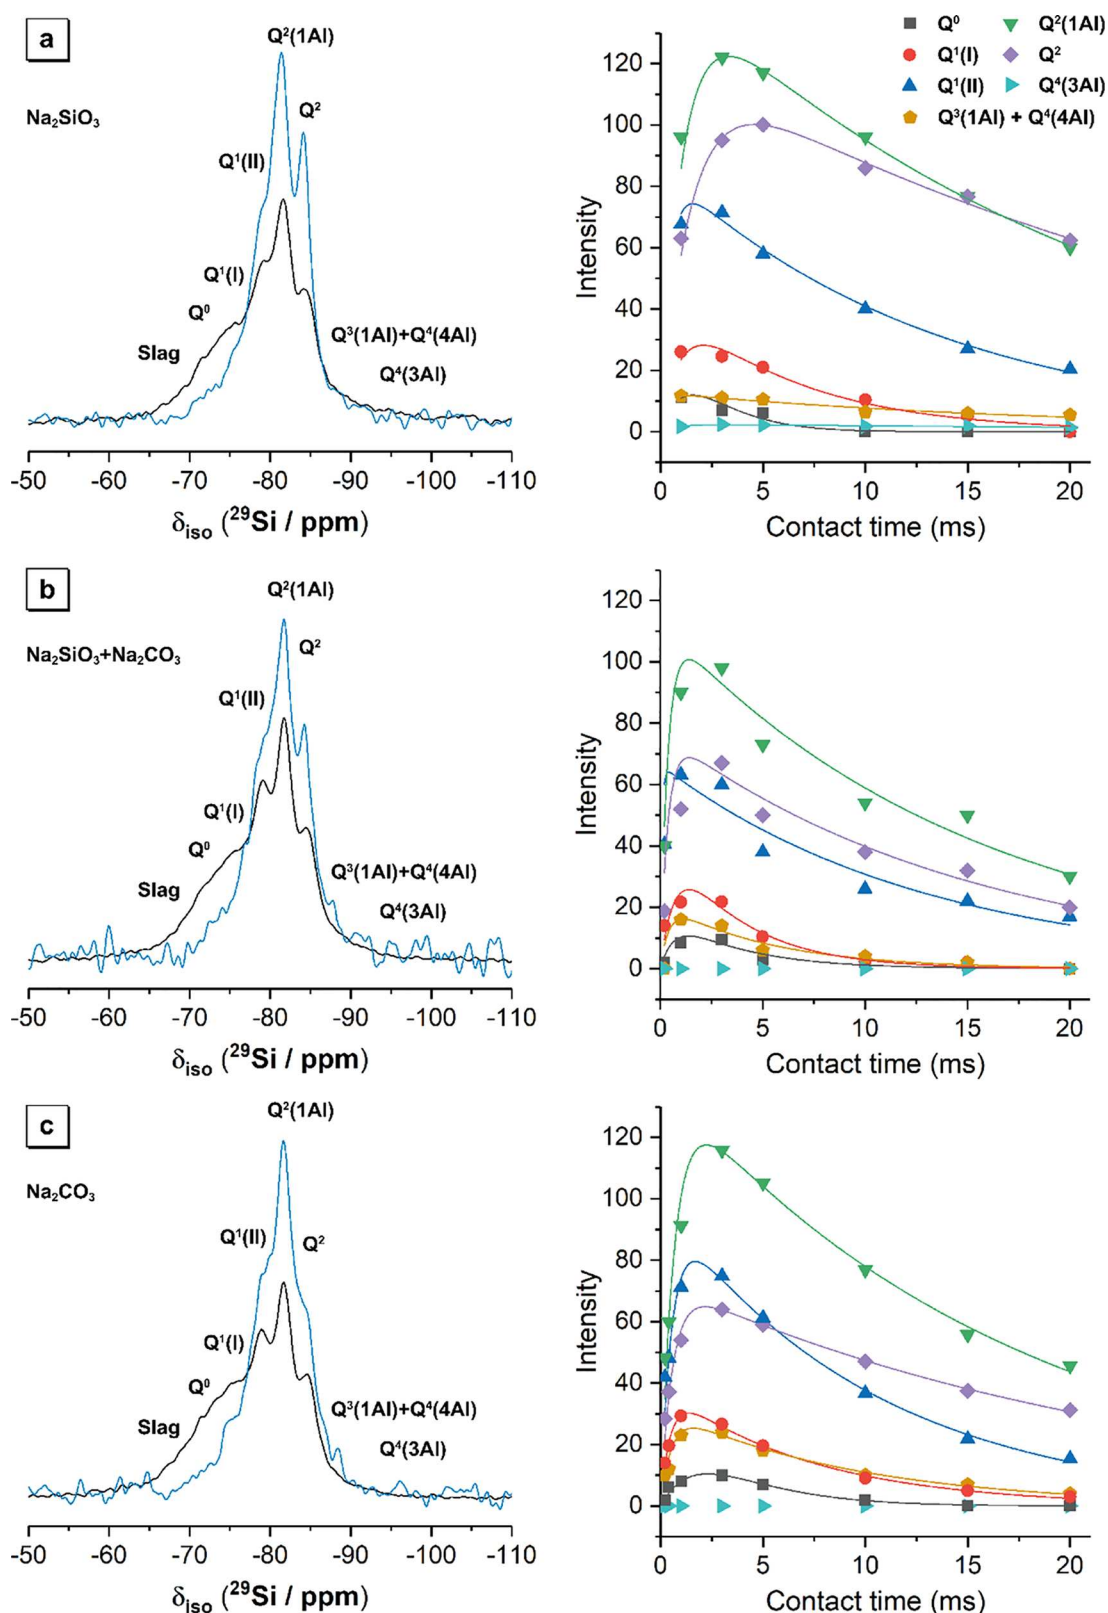 a
Na₂SiO₃
Q²(1Al)
Q²
Q¹(II)
Q¹(I)
Q⁰
Slag
Q³(1Al)+Q⁴(4Al)
Q⁴(3Al)
-50 -60 -70 -80 -90 -100 -110
δiso (²⁹Si / ppm)
Q⁰ Q²(1Al)
Q¹(I) Q²
Q¹(II) Q⁴(3Al)
Q³(1Al) + Q⁴(4Al)
Intensity
120
100
80
60
40
20
0
0 5 10 15 20
Contact time (ms)
b
Na₂SiO₃+Na₂CO₃
Q²(1Al)
Q²
Q¹(II)
Q¹(I)
Q⁰
Slag
Q³(1Al)+Q⁴(4Al)
Q⁴(3Al)
-50 -60 -70 -80 -90 -100 -110
δiso (²⁹Si / ppm)
Intensity
120
100
80
60
40
20
0
0 5 10 15 20
Contact time (ms)
c
Na₂CO₃
Q²(1Al)
Q¹(II)
Q²
Q¹(I)
Q⁰
Slag
Q³(1Al)+Q⁴(4Al)
Q⁴(3Al)
-50 -60 -70 -80 -90 -100 -110
δiso (²⁹Si / ppm)
Intensity
120
100
80
60
40
20
0
0 5 10 15 20
Contact time (ms)